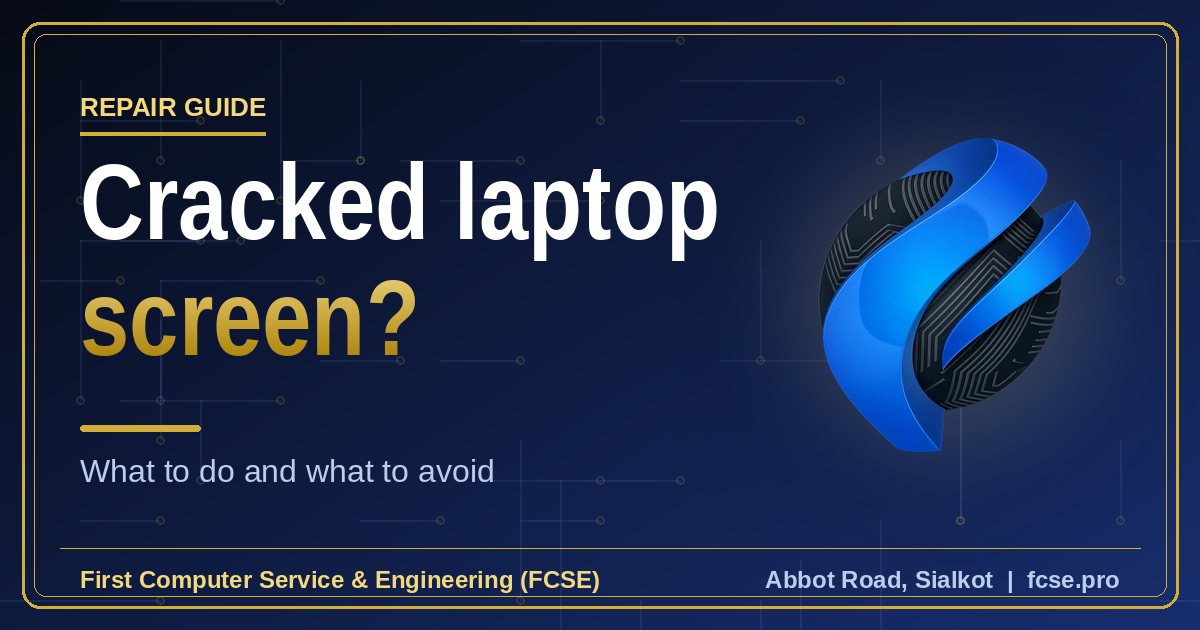 REPAIR GUIDE
Cracked laptop
screen?
What to do and what to avoid
First Computer Service & Engineering (FCSE)
Abbot Road, Sialkot | fcse.pro